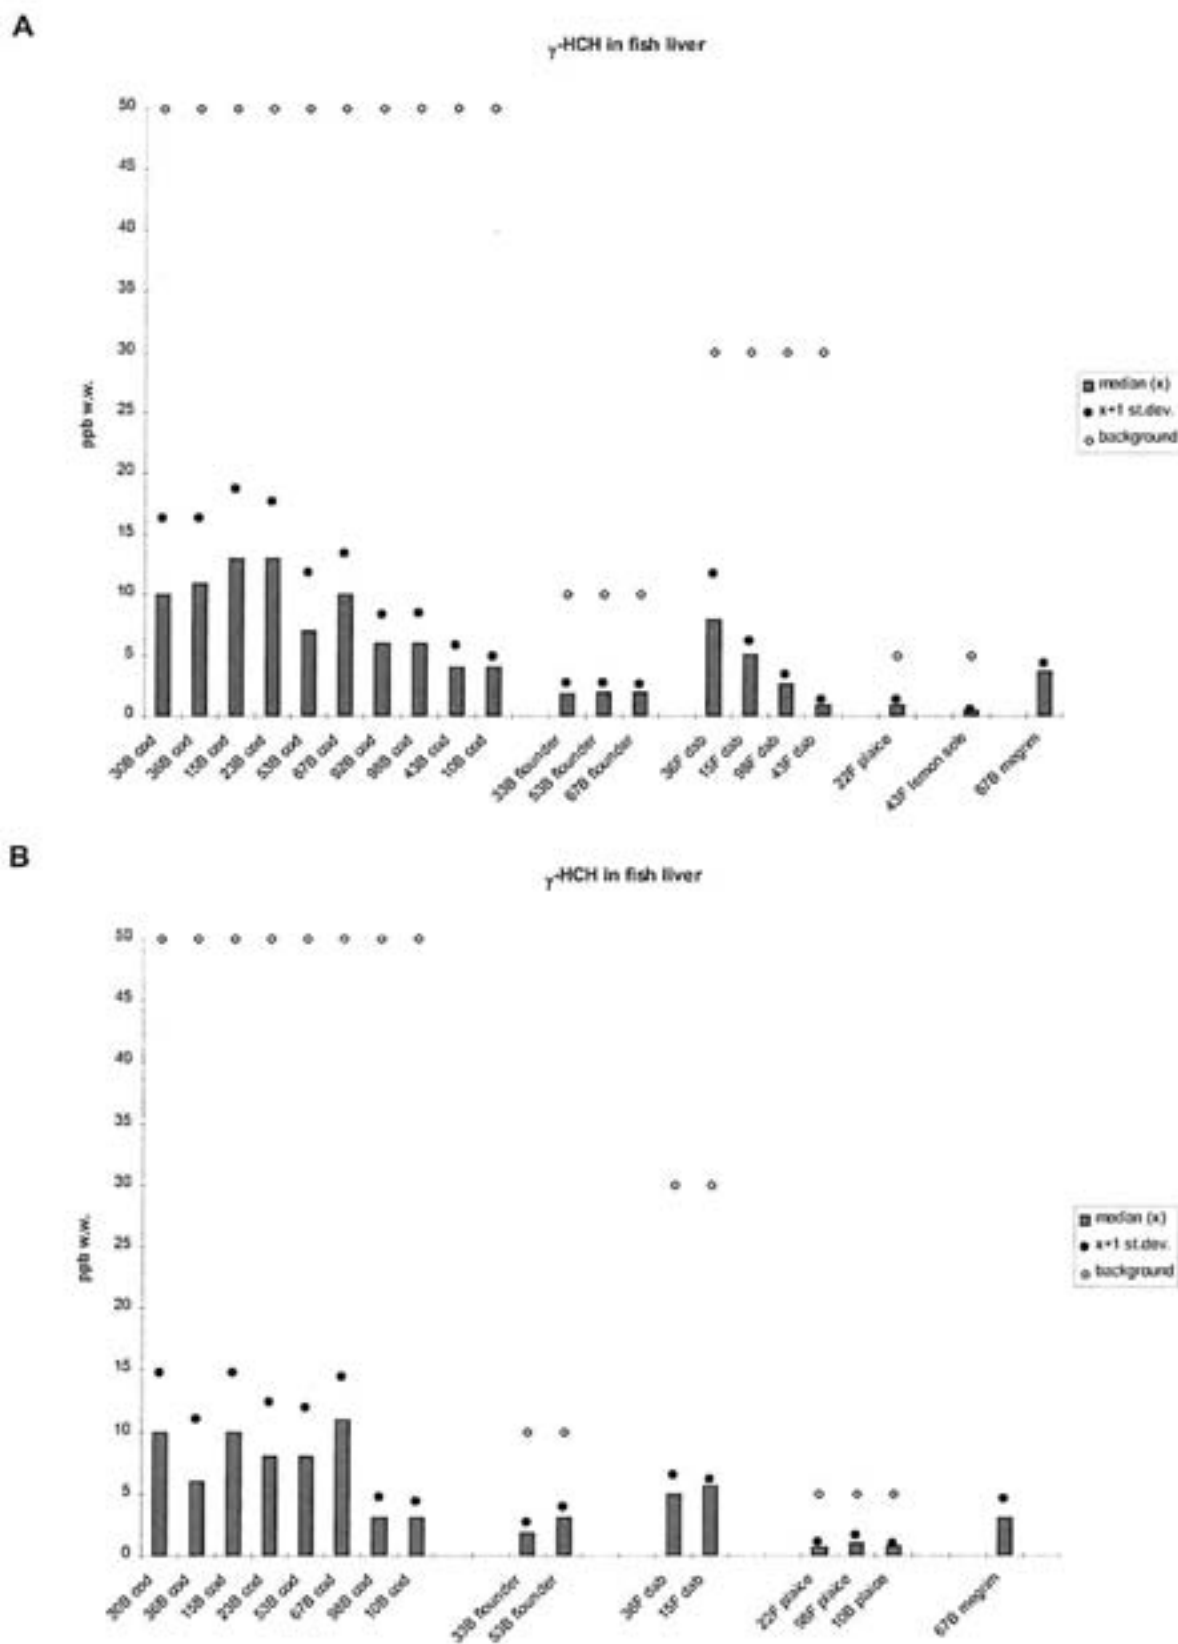 A
γ-HCH in fish liver
50
45
40
35
30
25
20
15
10
5
0
ppb w.w.
median (x)
x+1 st.dev.
background
30B cod
36B cod
15B cod
23B cod
53B cod
67B cod
92B cod
98B cod
43B cod
10B cod
33B flounder
53B flounder
67B flounder
36F dab
15F dab
98F dab
43F dab
22F plaice
43F lemon sole
67B megrim
B
γ-HCH in fish liver
50
45
40
35
30
25
20
15
10
5
0
ppb w.w.
median (x)
x+1 st.dev.
background
30B cod
36B cod
15B cod
23B cod
53B cod
67B cod
98B cod
10B cod
33B flounder
53B flounder
36F dab
15F dab
22F plaice
plaice
10B plaice
67B megrim